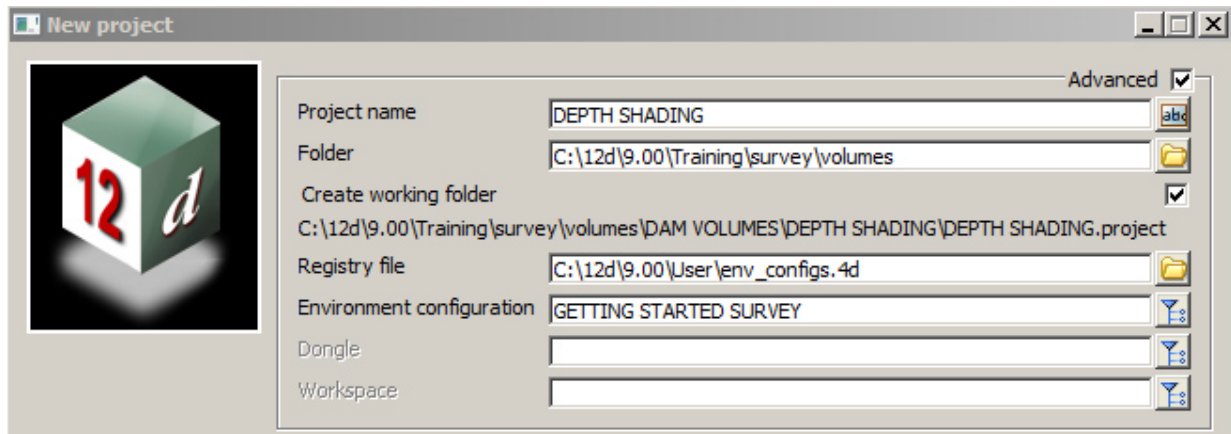 New project
Advanced
Project name DEPTH SHADING abc
Folder C:\12d\9.00\Training\survey\volumes
Create working folder
C:\12d\9.00\Training\survey\volumes\DAM VOLUMES\DEPTH SHADING\DEPTH SHADING.project
Registry file C:\12d\9.00\User\env_configs.4d
Environment configuration GETTING STARTED SURVEY
Dongle
Workspace
12 d